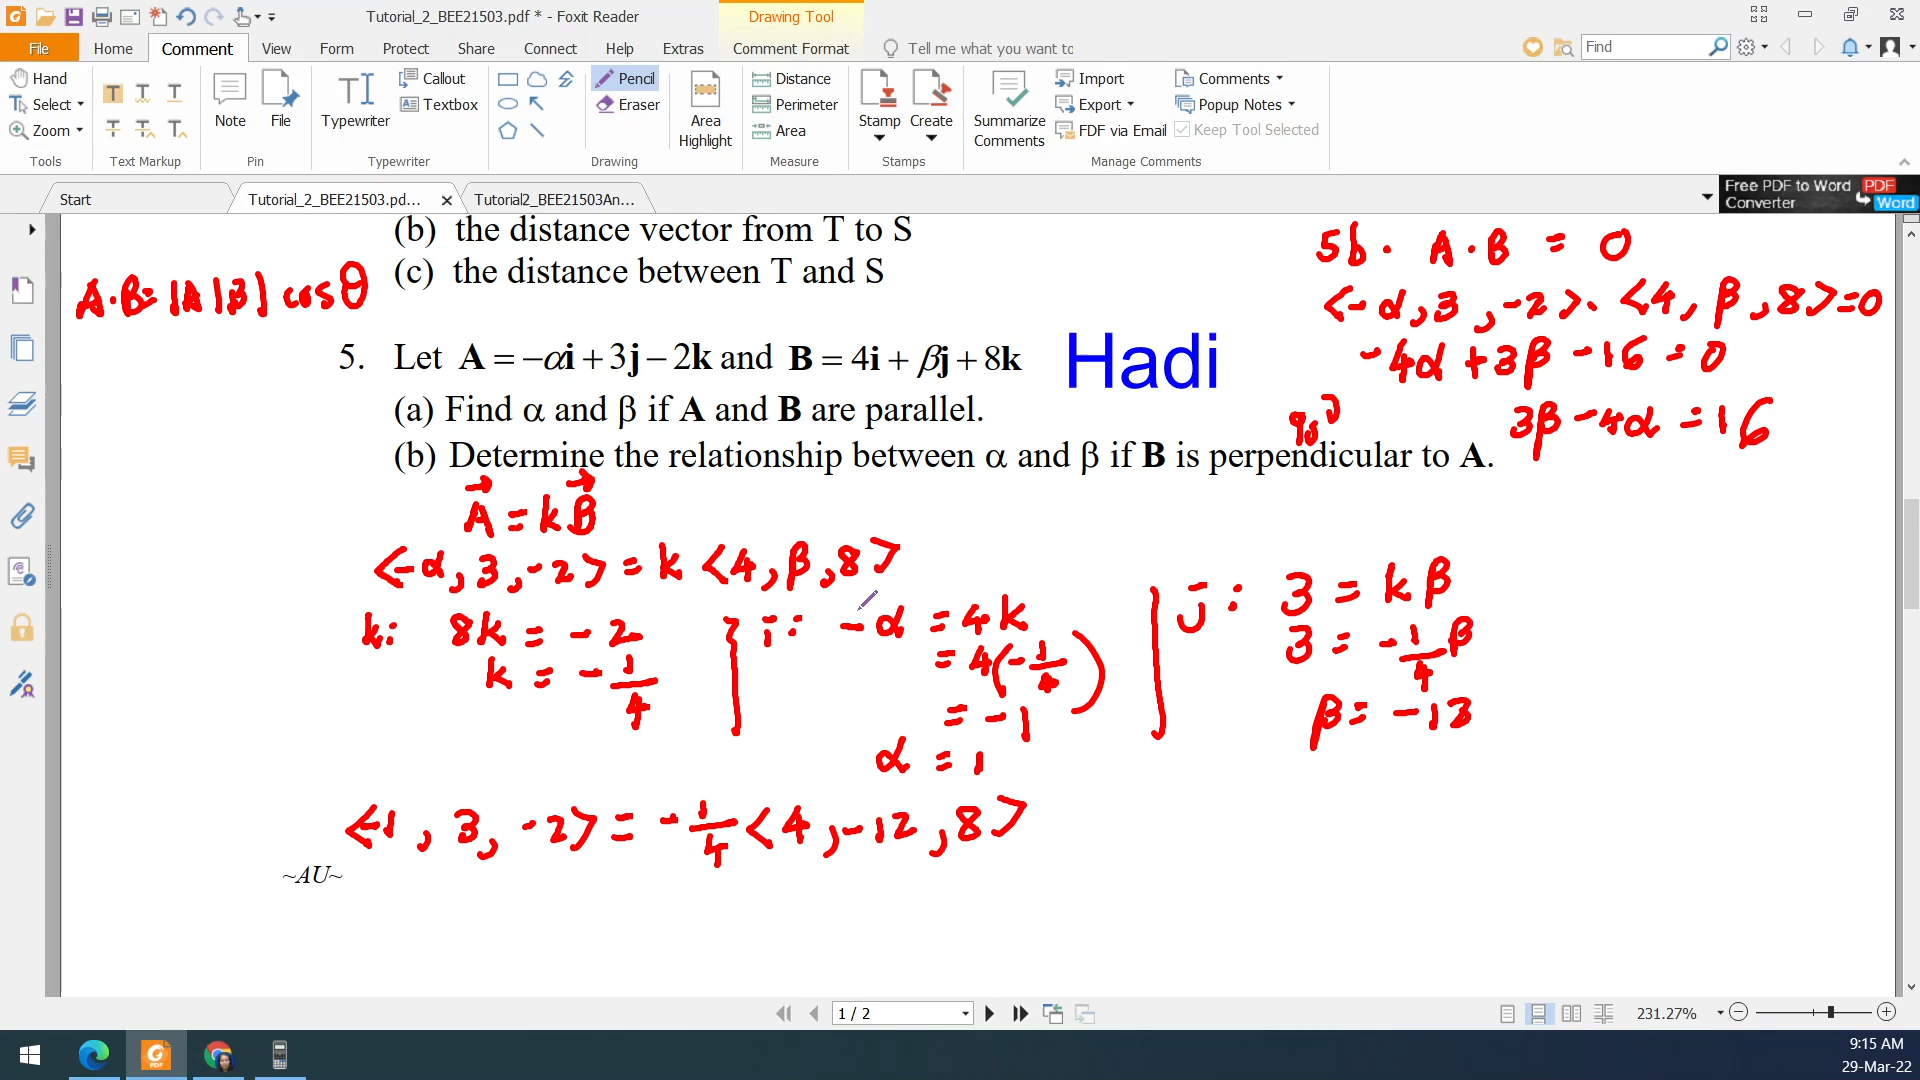 Tutorial_2_BEE21503.pdf * - Foxit Reader
Drawing Tool
File Home Comment View Form Protect Share Connect Help Extras Comment Format Tell me what you want to Find
Hand
Select
Zoom
Tools
T T T
T T T
Text Markup
Note File
Pin
Typewriter Callout
Textbox
Typewriter
Pencil
Eraser
Drawing
Area Highlight
Distance
Perimeter
Area
Measure
Stamp Create
Stamps
Summarize Comments
Import
Export
FDF via Email
Comments
Popup Notes
Keep Tool Selected
Manage Comments
Start Tutorial_2_BEE21503.pd... Tutorial2_BEE21503An...
Free PDF to Word Converter PDF Word
(b) the distance vector from T to S
(c) the distance between T and S
A·B=|A||B| cosθ
5b. A·B = 0
<-α,3,-2>·<4,β,8>=0
-4α+3β-16=0
3β-4α=16
5. Let A = −αi + 3j − 2k and B = 4i + βj + 8k
Hadi
(a) Find α and β if A and B are parallel.
90°
(b) Determine the relationship between α and β if B is perpendicular to A.
A = kB
<-α,3,-2> = k<4,β,8>
k: 8k = -2
k = -1/4
i: -α = 4k
= 4(-1/4)
= -1
α = 1
j: 3 = kβ
3 = -1/4 β
β = -12
<-1, 3, -2> = -1/4 <4, -12, 8>
~AU~
1 / 2
231.27%
9:15 AM
29-Mar-22